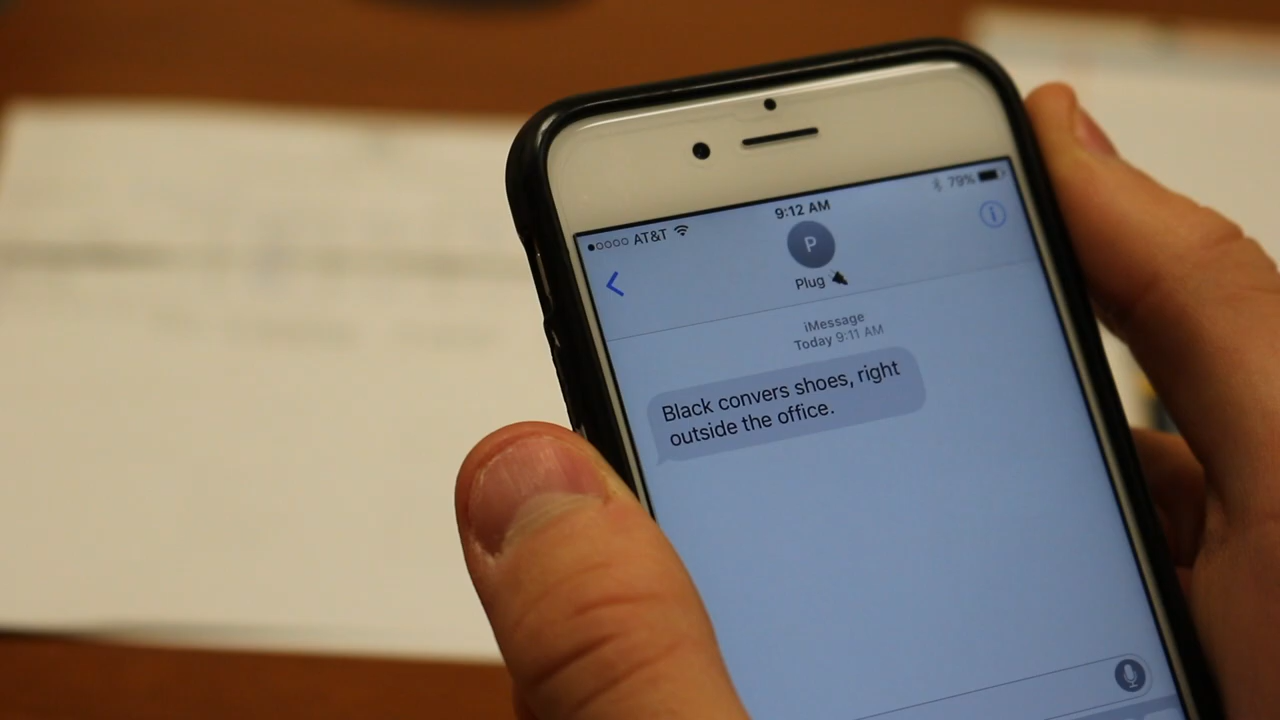 AT&T
9:12 AM
79%
P
Plug
iMessage
Today 9:11 AM
Black convers shoes, right
outside the office.